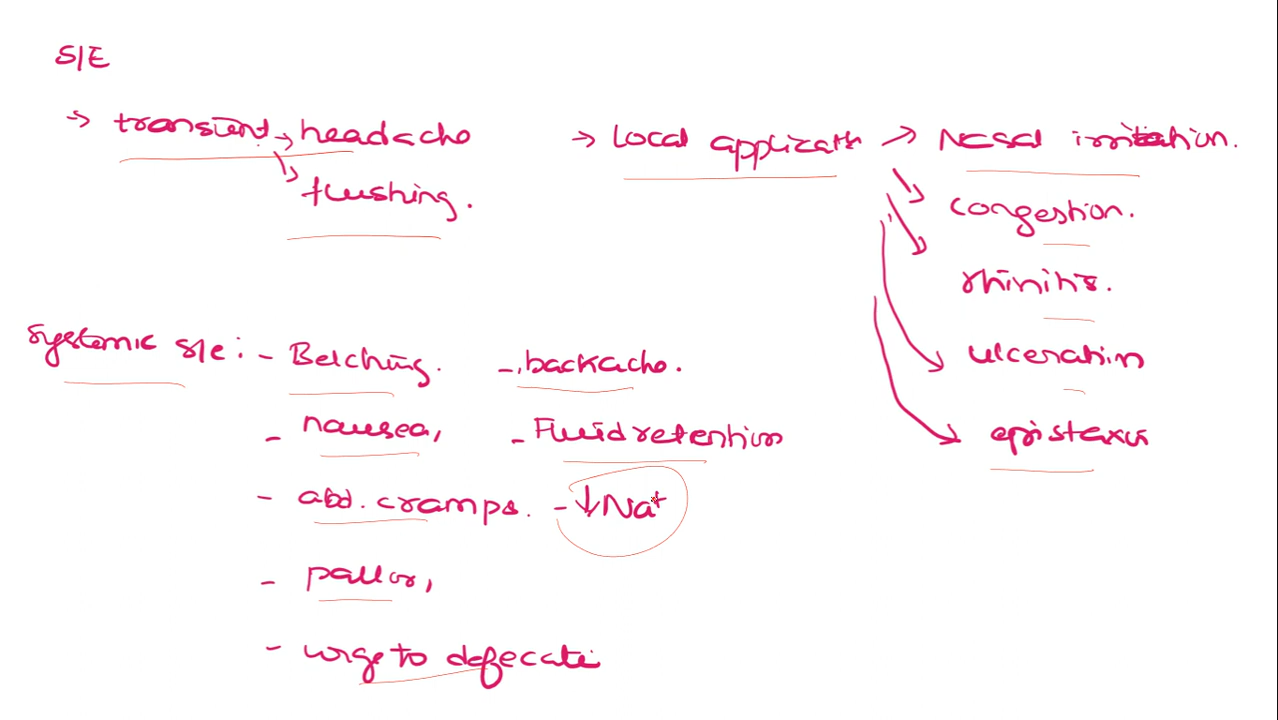 S/E
→ transient → headache
→ flushing.
→ Local applicatn → Nasal irritation.
→ congestion.
→ rhinitis.
→ ulceration
→ epistaxis
Systemic s/e : - Belching.
- nausea,
- abd. cramps.
- pallor,
- urge to defecate
- backache.
- Fluid retention
- ↓Na+